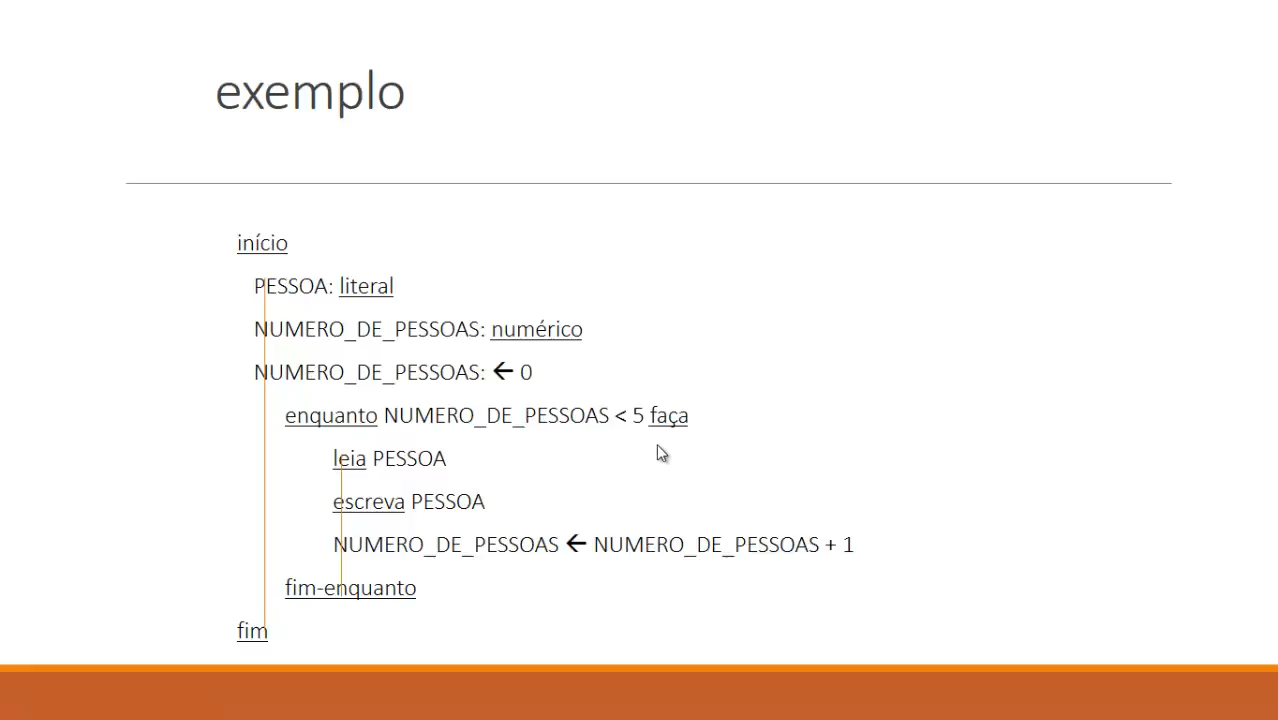 exemplo
início
PESSOA: literal
NUMERO_DE_PESSOAS: numérico
NUMERO_DE_PESSOAS: ← 0
enquanto NUMERO_DE_PESSOAS < 5 faça
leia PESSOA
escreva PESSOA
NUMERO_DE_PESSOAS ← NUMERO_DE_PESSOAS + 1
fim-enquanto
fim